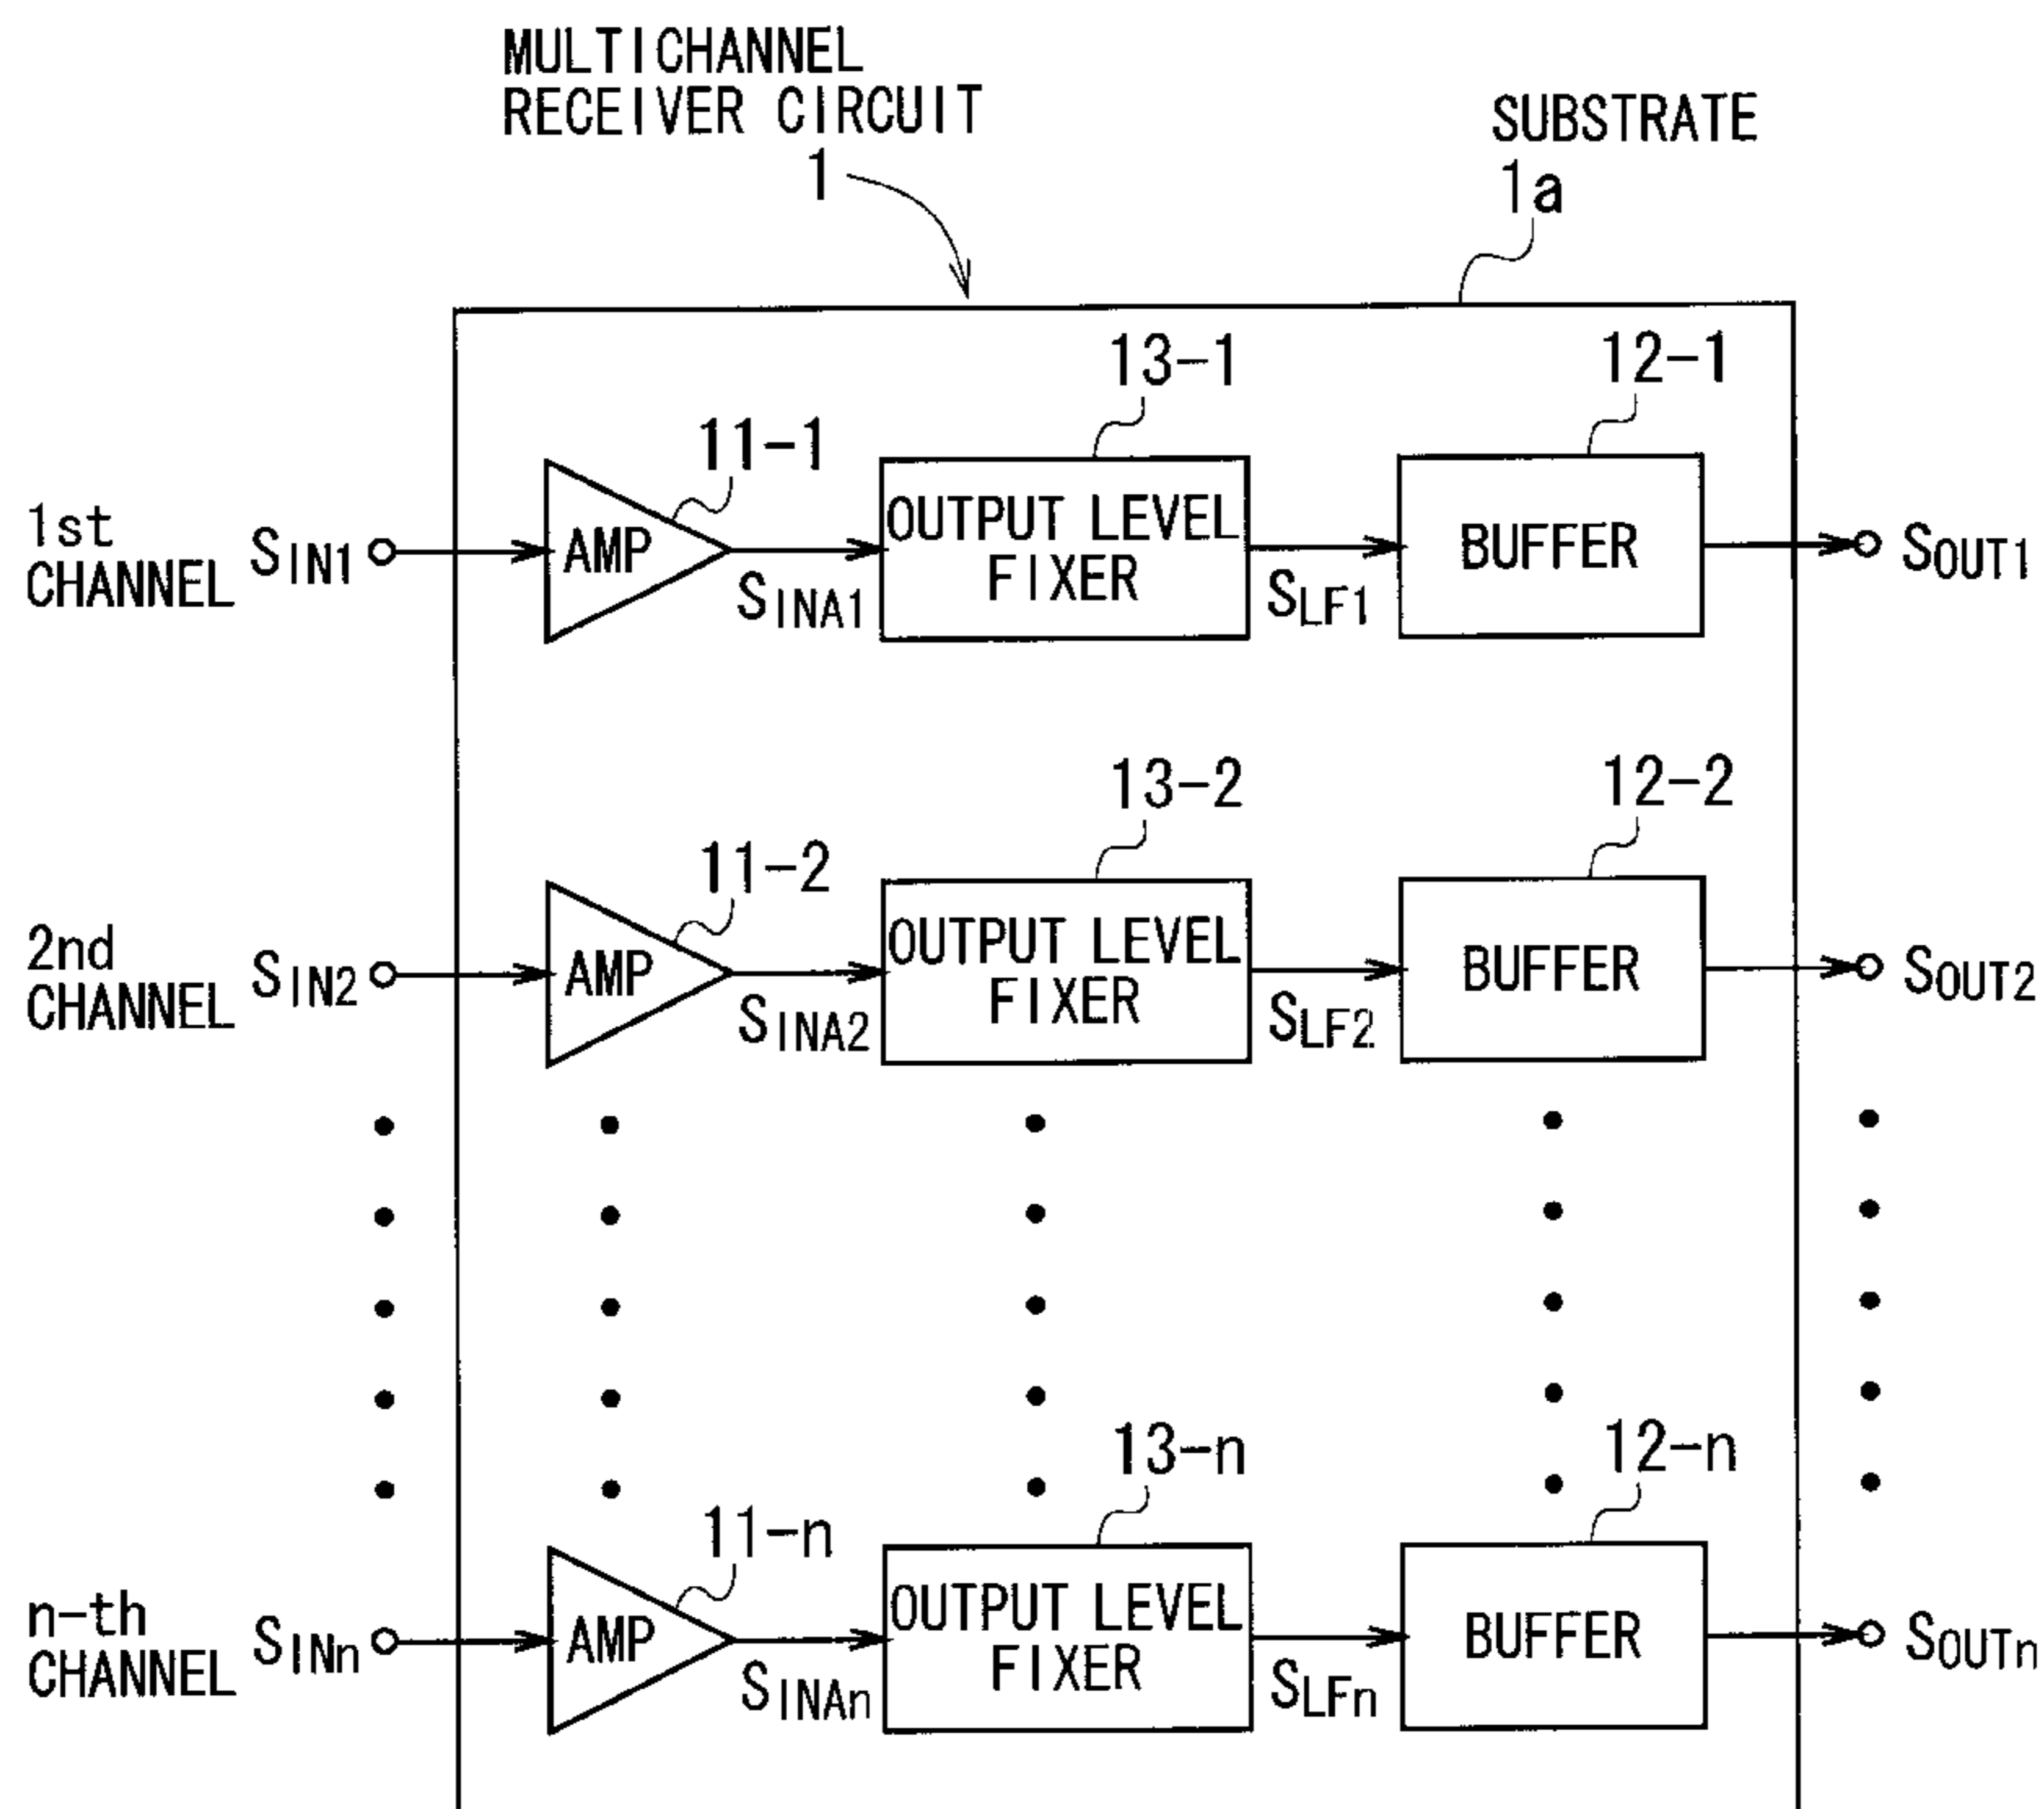 MULTICHANNEL
RECEIVER CIRCUIT
1
SUBSTRATE
1a
13-1
12-1
11-1
1st
CHANNEL
SIN1
AMP
SINA1
OUTPUT LEVEL
FIXER
SLF1
BUFFER
SOUT1
13-2
12-2
11-2
2nd
CHANNEL
SIN2
AMP
SINA2
OUTPUT LEVEL
FIXER
SLF2
BUFFER
SOUT2
13-n
12-n
11-n
n-th
CHANNEL
SINn
AMP
SINAn
OUTPUT LEVEL
FIXER
SLFn
BUFFER
SOUTn